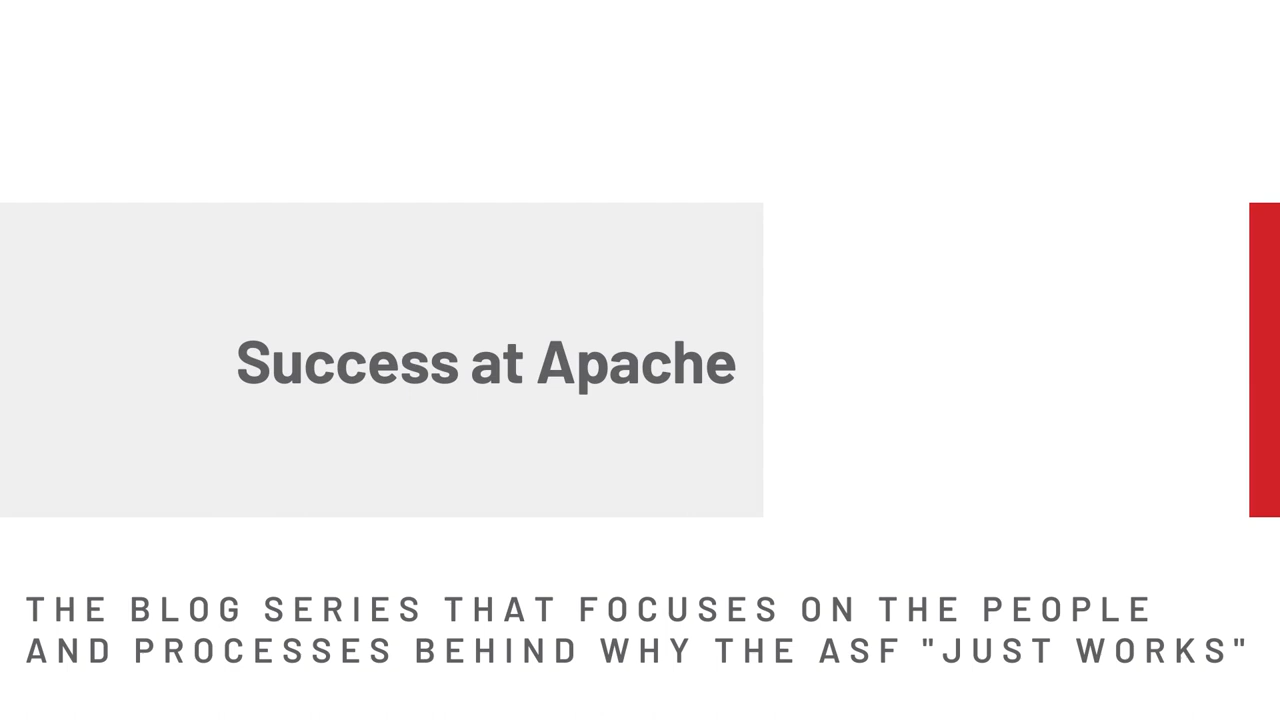 Success at Apache
THE BLOG SERIES THAT FOCUSES ON THE PEOPLE
AND PROCESSES BEHIND WHY THE ASF "JUST WORKS"